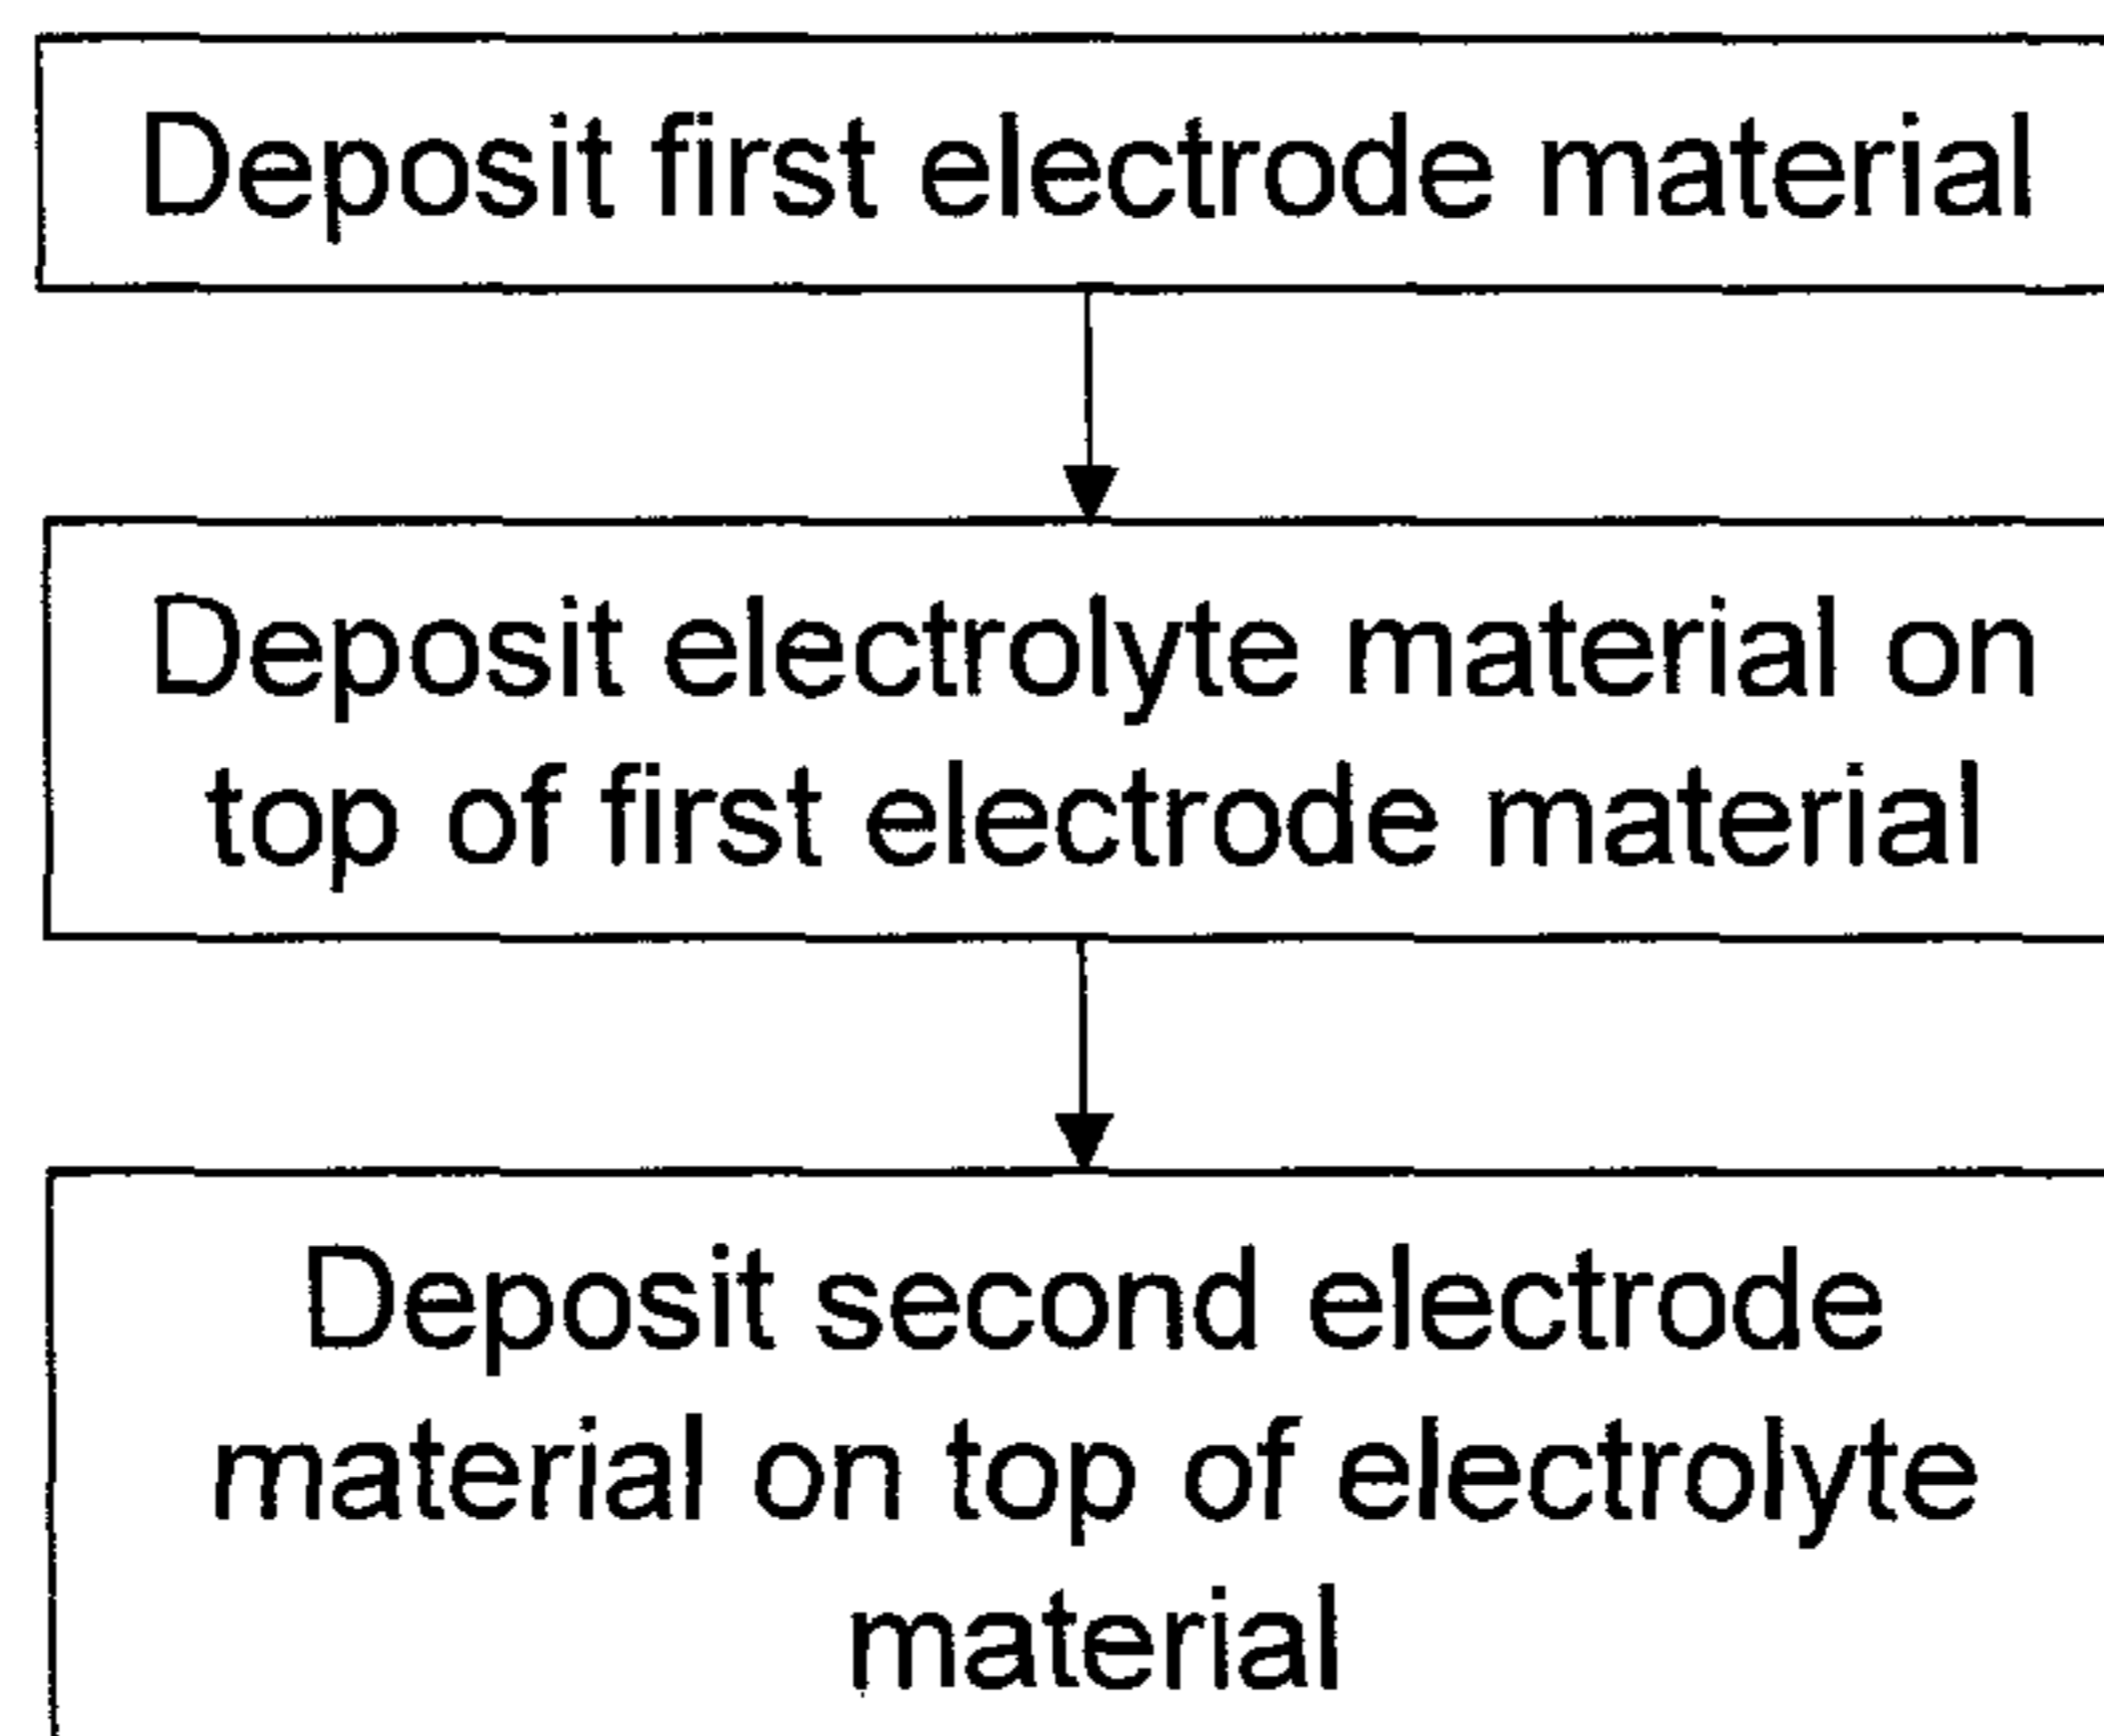 Deposit first electrode material
Deposit electrolyte material on
top of first electrode material
Deposit second electrode
material on top of electrolyte
material